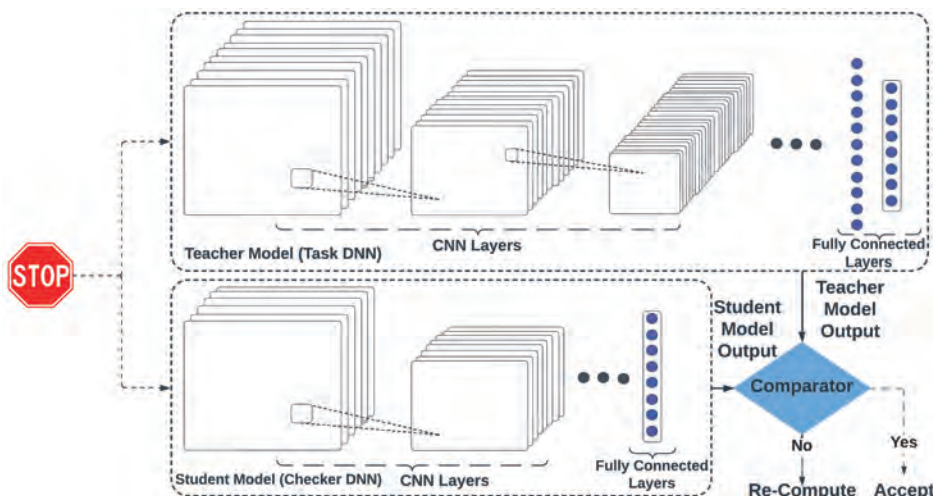 CNN Layers
Teacher Model (Task DNN)
Fully Connected
Layers
STOP
Student
Model
Output
Teacher
Model
Output
Comparator
No
Yes
Re-Compute
Accept
CNN Layers
Student Model (Checker DNN)
Fully Connected
Layers